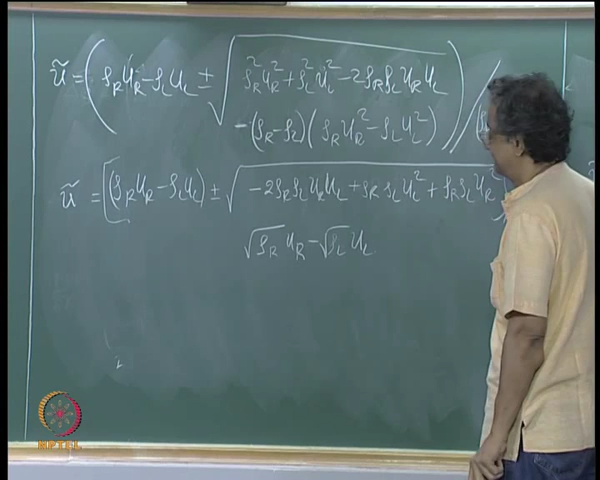 ũ = (ρ_R u_R − ρ_L u_L ± √(ρ_R² u_R² + ρ_L² u_L² − 2ρ_R ρ_L u_R u_L
− (ρ_R − ρ_L)(ρ_R u_R² − ρ_L u_L²))) / (ρ
ũ = [(ρ_R u_R − ρ_L u_L) ± √(−2ρ_R ρ_L u_R u_L + ρ_R ρ_L u_L² + ρ_R ρ_L u_R²)
√ρ_R u_R − √ρ_L u_L
NPTEL